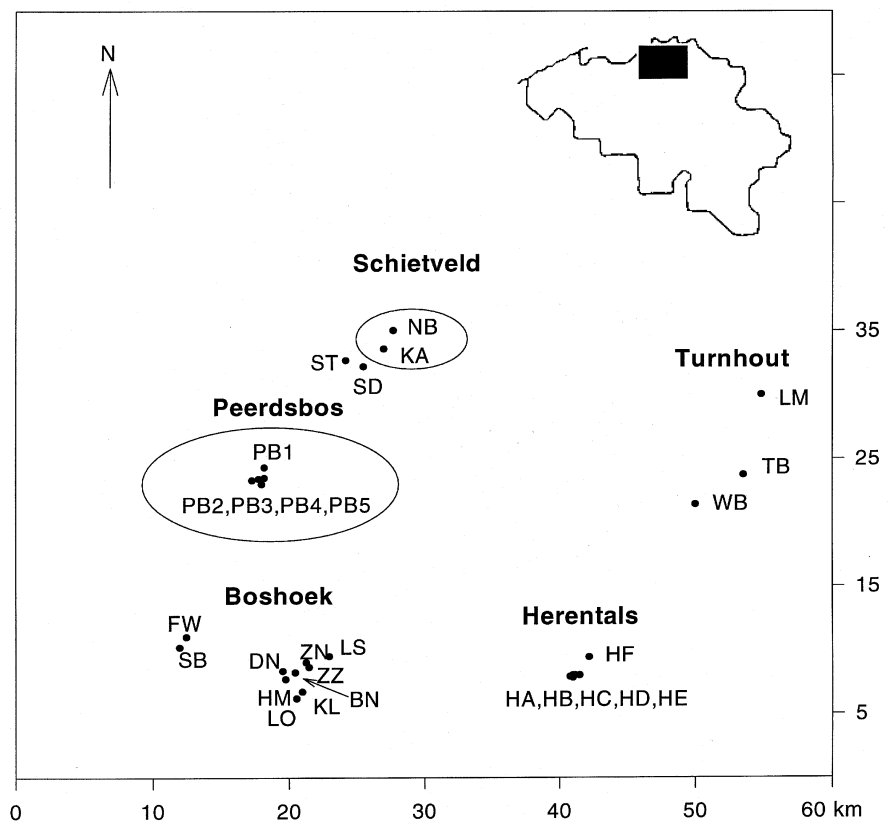 N
Schietveld
NB
KA
ST
SD
35
Turnhout
LM
Peerdsbos
PB1
PB2,PB3,PB4,PB5
25
TB
WB
Boshoek
15
FW
SB
Herentals
ZN
LS
DN
ZZ
HF
HM
KL
BN
LO
HA,HB,HC,HD,HE
5
0 10 20 30 40 50 60 km